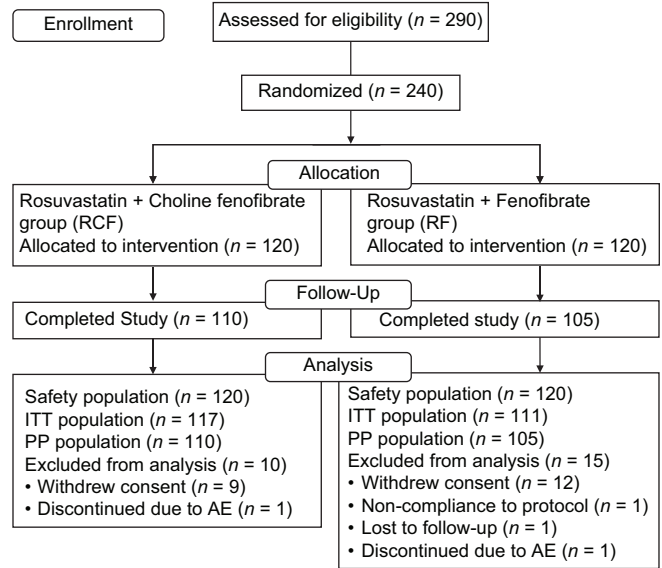 Enrollment
Assessed for eligibility (n = 290)
Randomized (n = 240)
Allocation
Rosuvastatin + Choline fenofibrate
group (RCF)
Allocated to intervention (n = 120)
Rosuvastatin + Fenofibrate
group (RF)
Allocated to intervention (n = 120)
Follow-Up
Completed Study (n = 110)
Completed study (n = 105)
Analysis
Safety population (n = 120)
ITT population (n = 117)
PP population (n = 110)
Excluded from analysis (n = 10)
• Withdrew consent (n = 9)
• Discontinued due to AE (n = 1)
Safety population (n = 120)
ITT population (n = 111)
PP population (n = 105)
Excluded from analysis (n = 15)
• Withdrew consent (n = 12)
• Non-compliance to protocol (n = 1)
• Lost to follow-up (n = 1)
• Discontinued due to AE (n = 1)